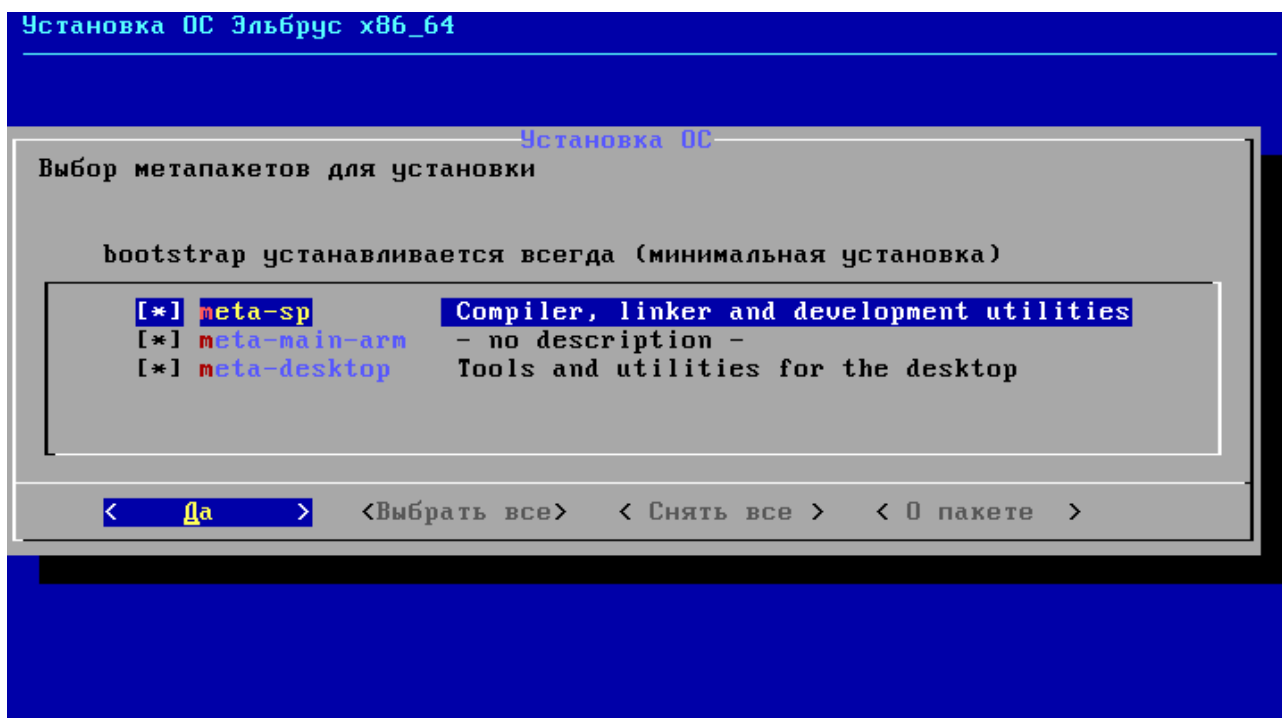 Установка ОС Эльбрус x86_64
Установка ОС
Выбор метапакетов для установки
bootstrap устанавливается всегда (минимальная установка)
[*] meta-sp Compiler, linker and development utilities
[*] meta-main-arm - no description -
[*] meta-desktop Tools and utilities for the desktop
< Да > <Выбрать все> < Снять все > < О пакете >